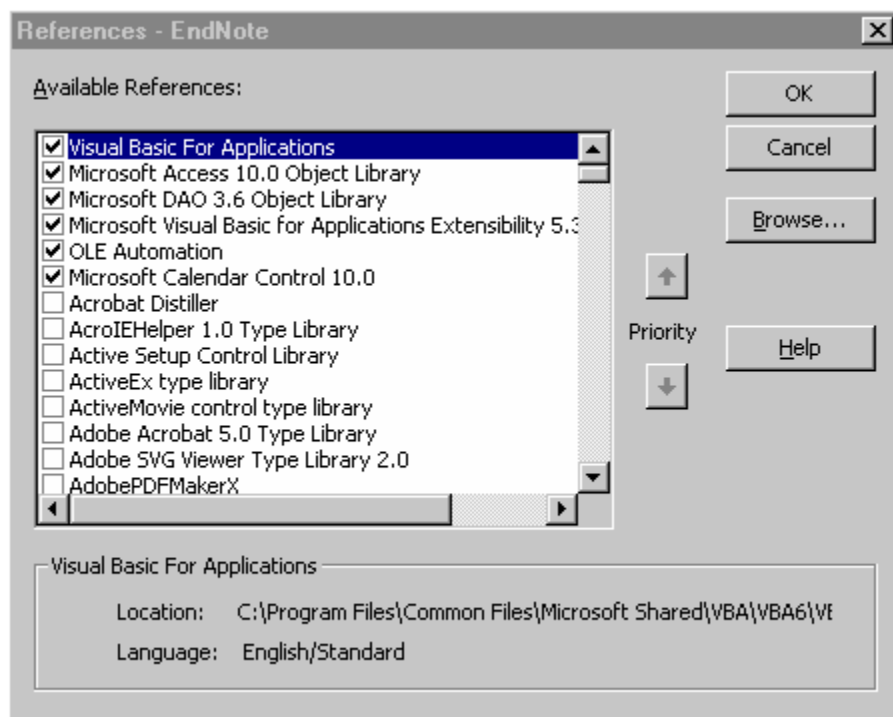 References - EndNote
Available References:
OK
Visual Basic For Applications
Cancel
Microsoft Access 10.0 Object Library
Microsoft DAO 3.6 Object Library
Microsoft Visual Basic for Applications Extensibility 5.3
Browse...
OLE Automation
Microsoft Calendar Control 10.0
Acrobat Distiller
AcroIEHelper 1.0 Type Library
Priority
Help
Active Setup Control Library
ActiveEx type library
ActiveMovie control type library
Adobe Acrobat 5.0 Type Library
Adobe SVG Viewer Type Library 2.0
AdobePDFMakerX
Visual Basic For Applications
Location: C:\Program Files\Common Files\Microsoft Shared\VBA\VBA6\VE
Language: English/Standard